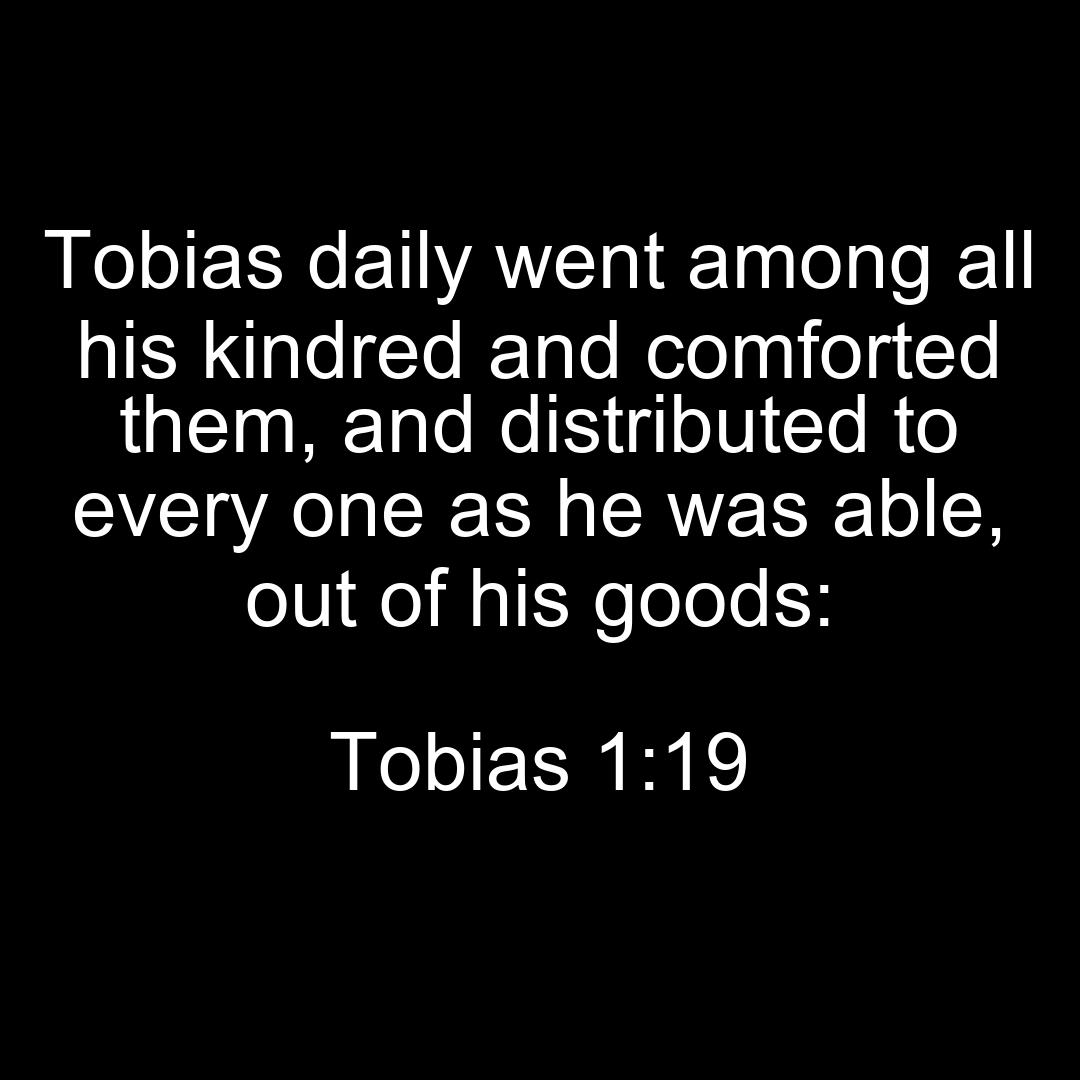 Tobias daily went among all
his kindred and comforted
them, and distributed to
every one as he was able,
out of his goods:
Tobias 1:19